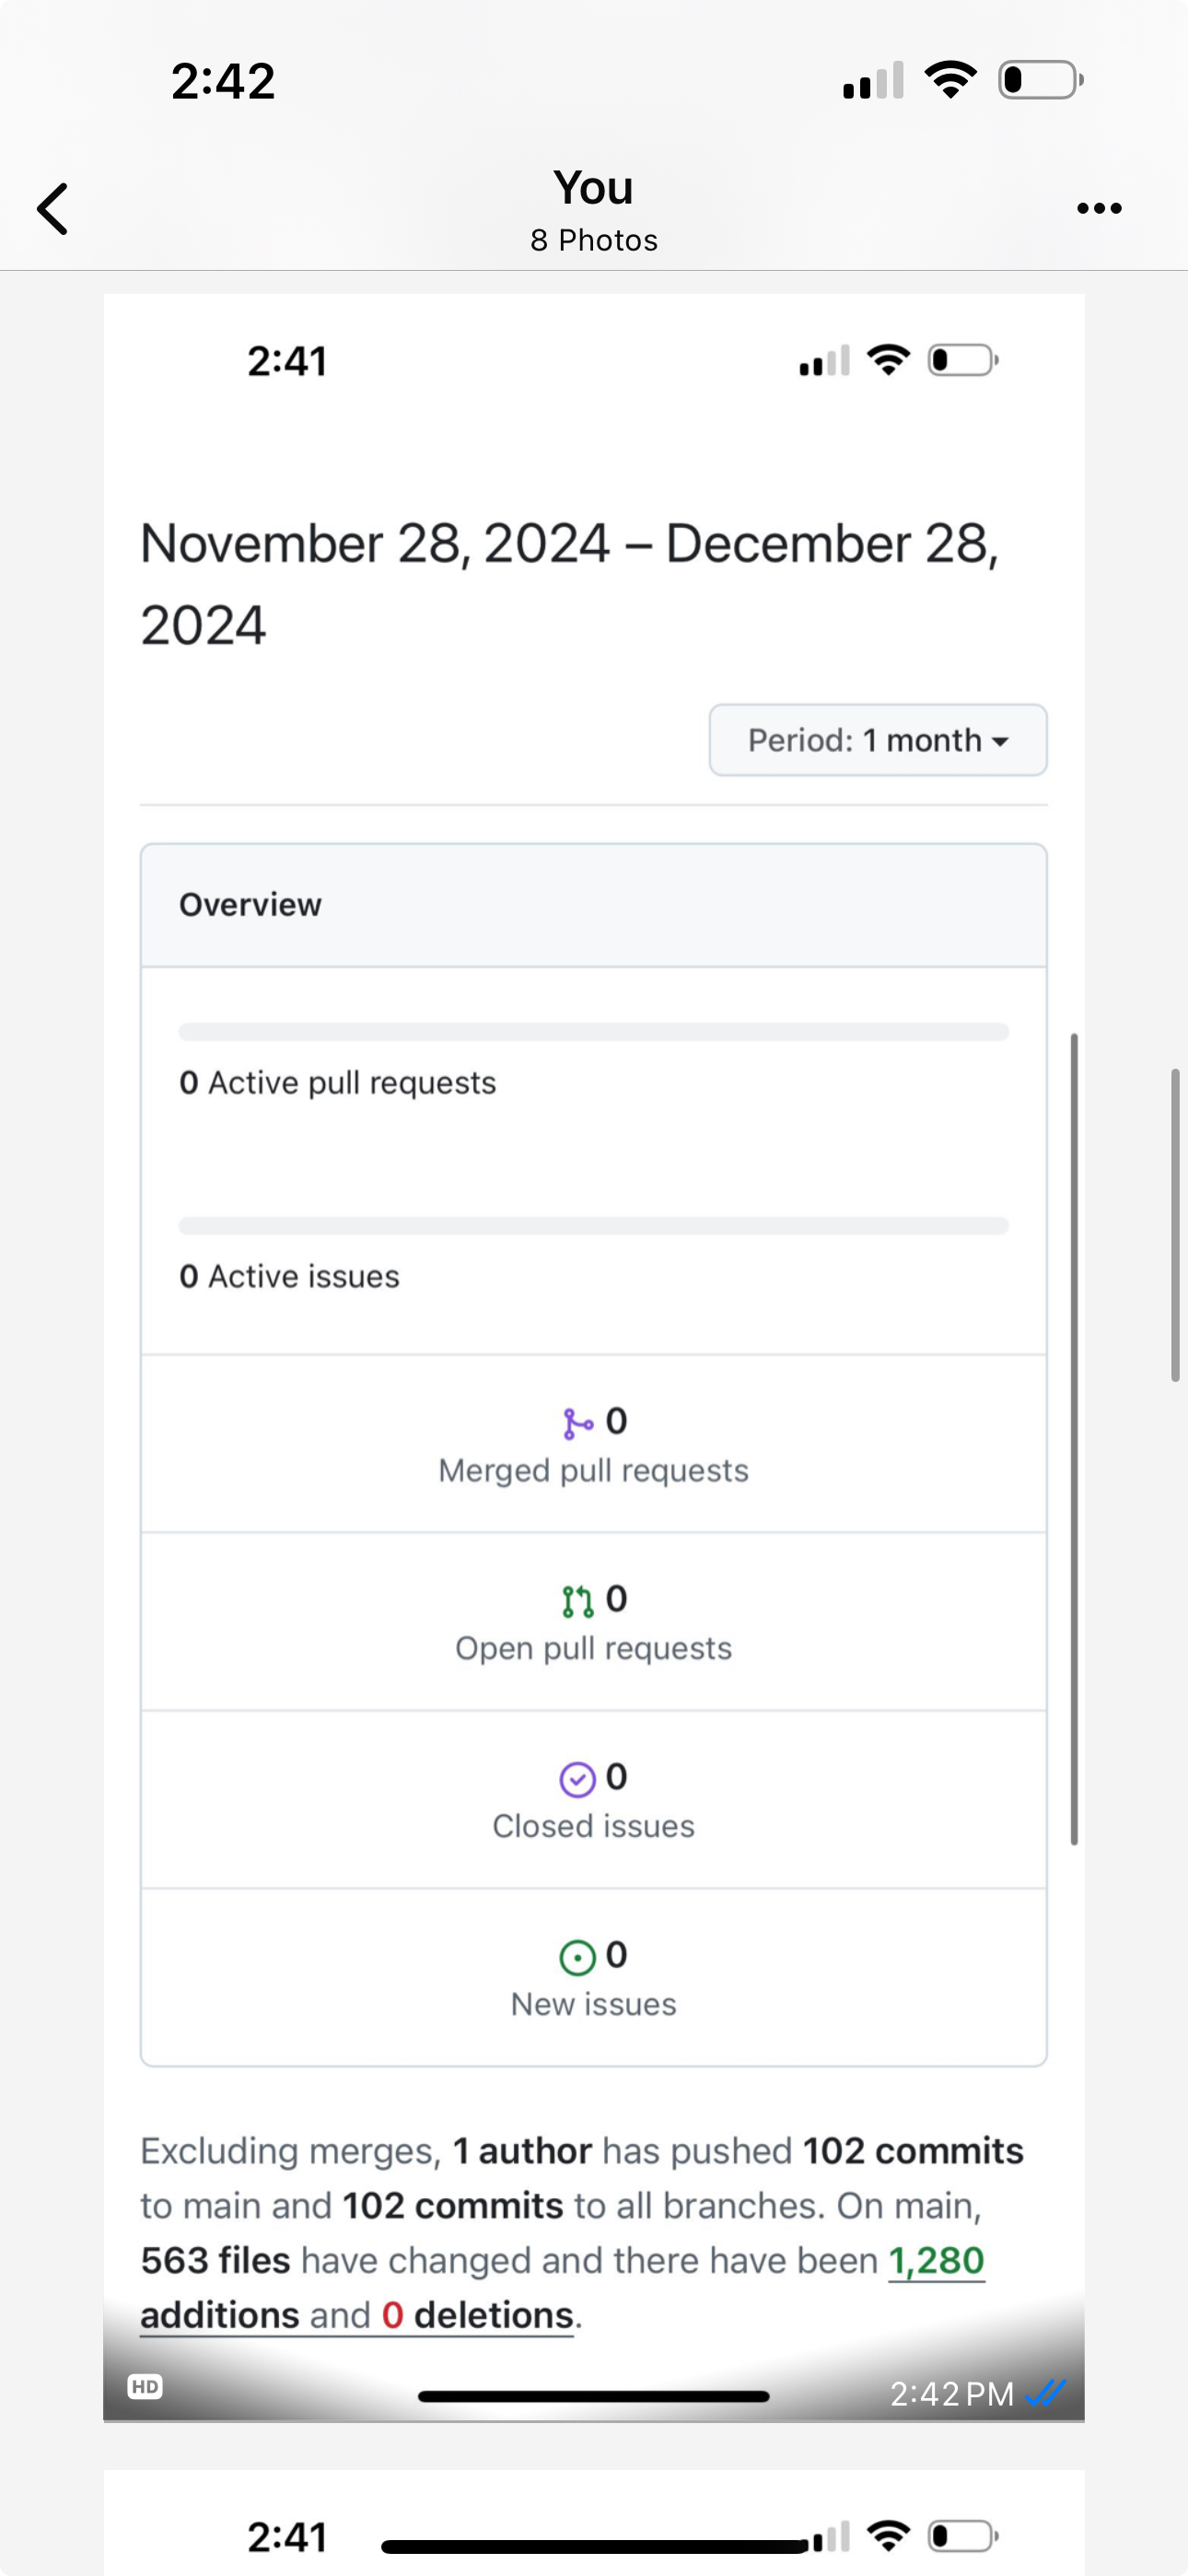 2:42
You
8 Photos
2:41
November 28, 2024 – December 28,
2024
Period: 1 month
Overview
0 Active pull requests
0 Active issues
0
Merged pull requests
0
Open pull requests
0
Closed issues
0
New issues
Excluding merges, 1 author has pushed 102 commits
to main and 102 commits to all branches. On main,
563 files have changed and there have been 1,280
additions and 0 deletions.
HD
2:42 PM
2:41